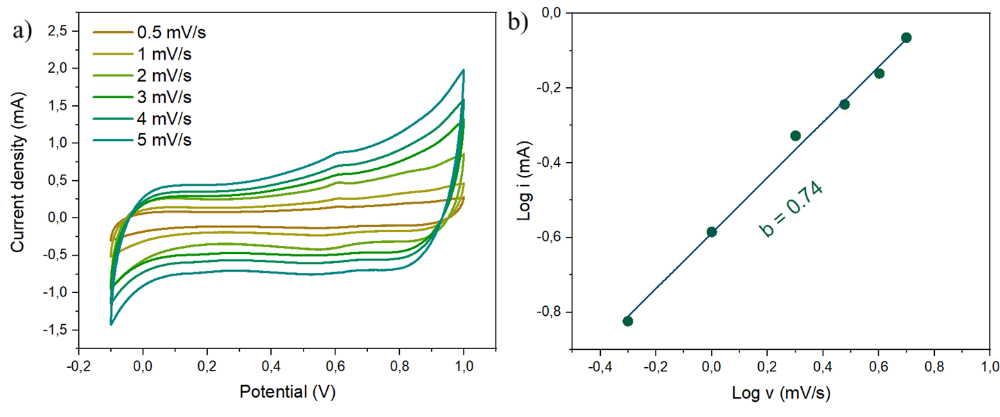 a)
0.5 mV/s
1 mV/s
2 mV/s
3 mV/s
4 mV/s
5 mV/s
2,5
2,0
1,5
1,0
0,5
0,0
-0,5
-1,0
-1,5
Current density (mA)
-0,2 0,0 0,2 0,4 0,6 0,8 1,0
Potential (V)
b)
0,0
-0,2
-0,4
-0,6
-0,8
Log i (mA)
b = 0.74
-0,4 -0,2 0,0 0,2 0,4 0,6 0,8 1,0
Log v (mV/s)